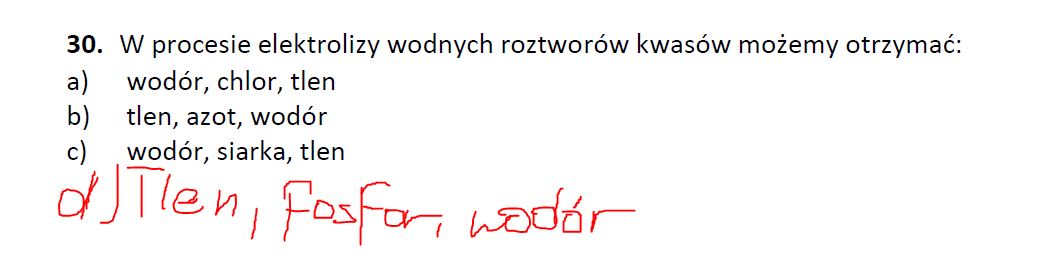 30. W procesie elektrolizy wodnych roztworów kwasów możemy otrzymać:
a) wodór, chlor, tlen
b) tlen, azot, wodór
c) wodór, siarka, tlen
d) Tlen, fosfor, wodór